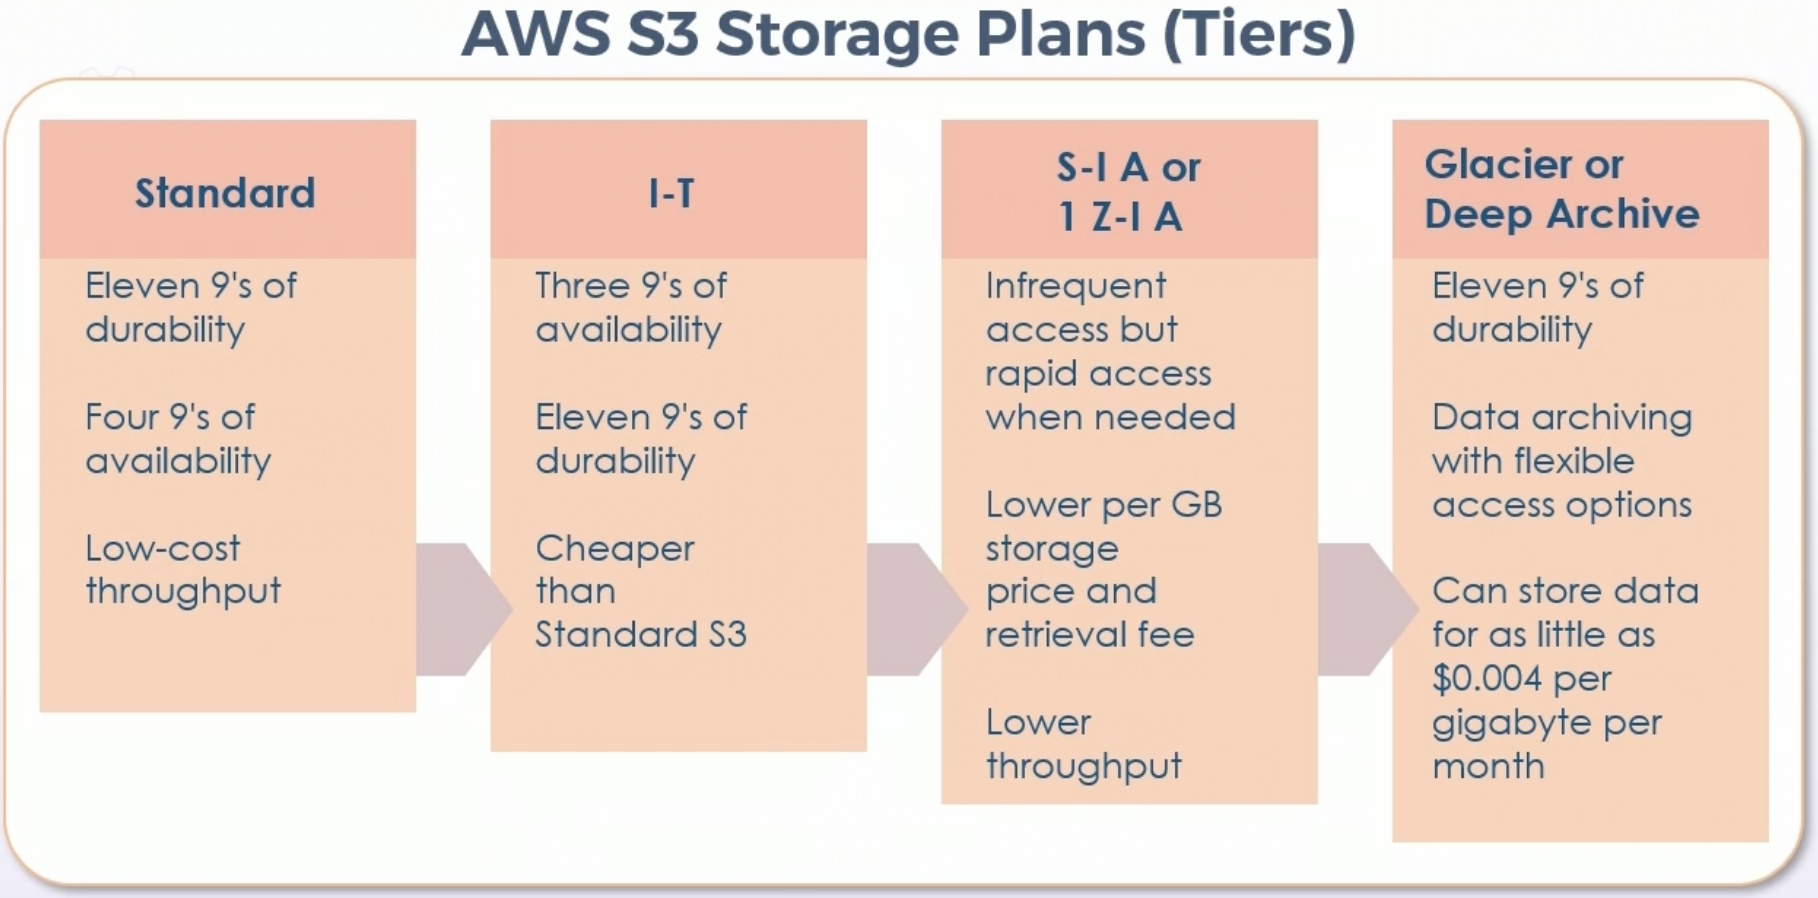 AWS S3 Storage Plans (Tiers)
Standard
Eleven 9's of
durability
Four 9's of
availability
Low-cost
throughput
I-T
Three 9's of
availability
Eleven 9's of
durability
Cheaper
than
Standard S3
S-I A or
1 Z-I A
Infrequent
access but
rapid access
when needed
Lower per GB
storage
price and
retrieval fee
Lower
throughput
Glacier or
Deep Archive
Eleven 9's of
durability
Data archiving
with flexible
access options
Can store data
for as little as
$0.004 per
gigabyte per
month